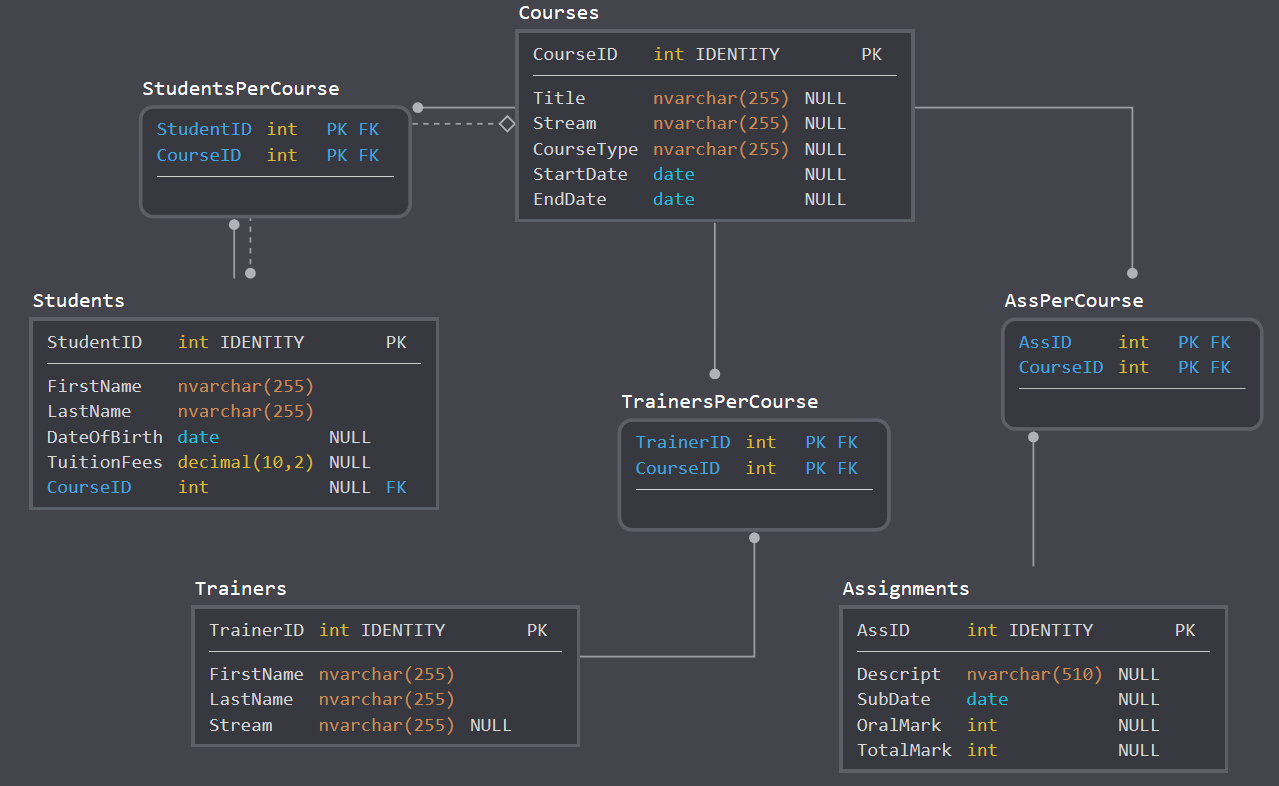 Courses
CourseID int IDENTITY PK
Title nvarchar(255) NULL
Stream nvarchar(255) NULL
CourseType nvarchar(255) NULL
StartDate date NULL
EndDate date NULL
StudentsPerCourse
StudentID int PK FK
CourseID int PK FK
Students
StudentID int IDENTITY PK
FirstName nvarchar(255)
LastName nvarchar(255)
DateOfBirth date NULL
TuitionFees decimal(10,2) NULL
CourseID int NULL FK
AssPerCourse
AssID int PK FK
CourseID int PK FK
TrainersPerCourse
TrainerID int PK FK
CourseID int PK FK
Trainers
TrainerID int IDENTITY PK
FirstName nvarchar(255)
LastName nvarchar(255)
Stream nvarchar(255) NULL
Assignments
AssID int IDENTITY PK
Descript nvarchar(510) NULL
SubDate date NULL
OralMark int NULL
TotalMark int NULL